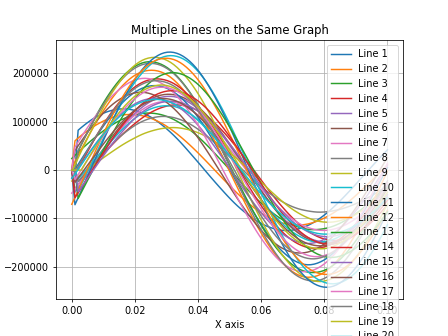 Multiple Lines on the Same Graph
200000
100000
0
−100000
−200000
0.00
0.02
0.04
0.06
X axis
Line 1
Line 2
Line 3
Line 4
Line 5
Line 6
Line 7
Line 8
Line 9
Line 10
Line 11
Line 12
Line 13
Line 14
Line 15
Line 16
Line 17
Line 18
Line 19
Line 20